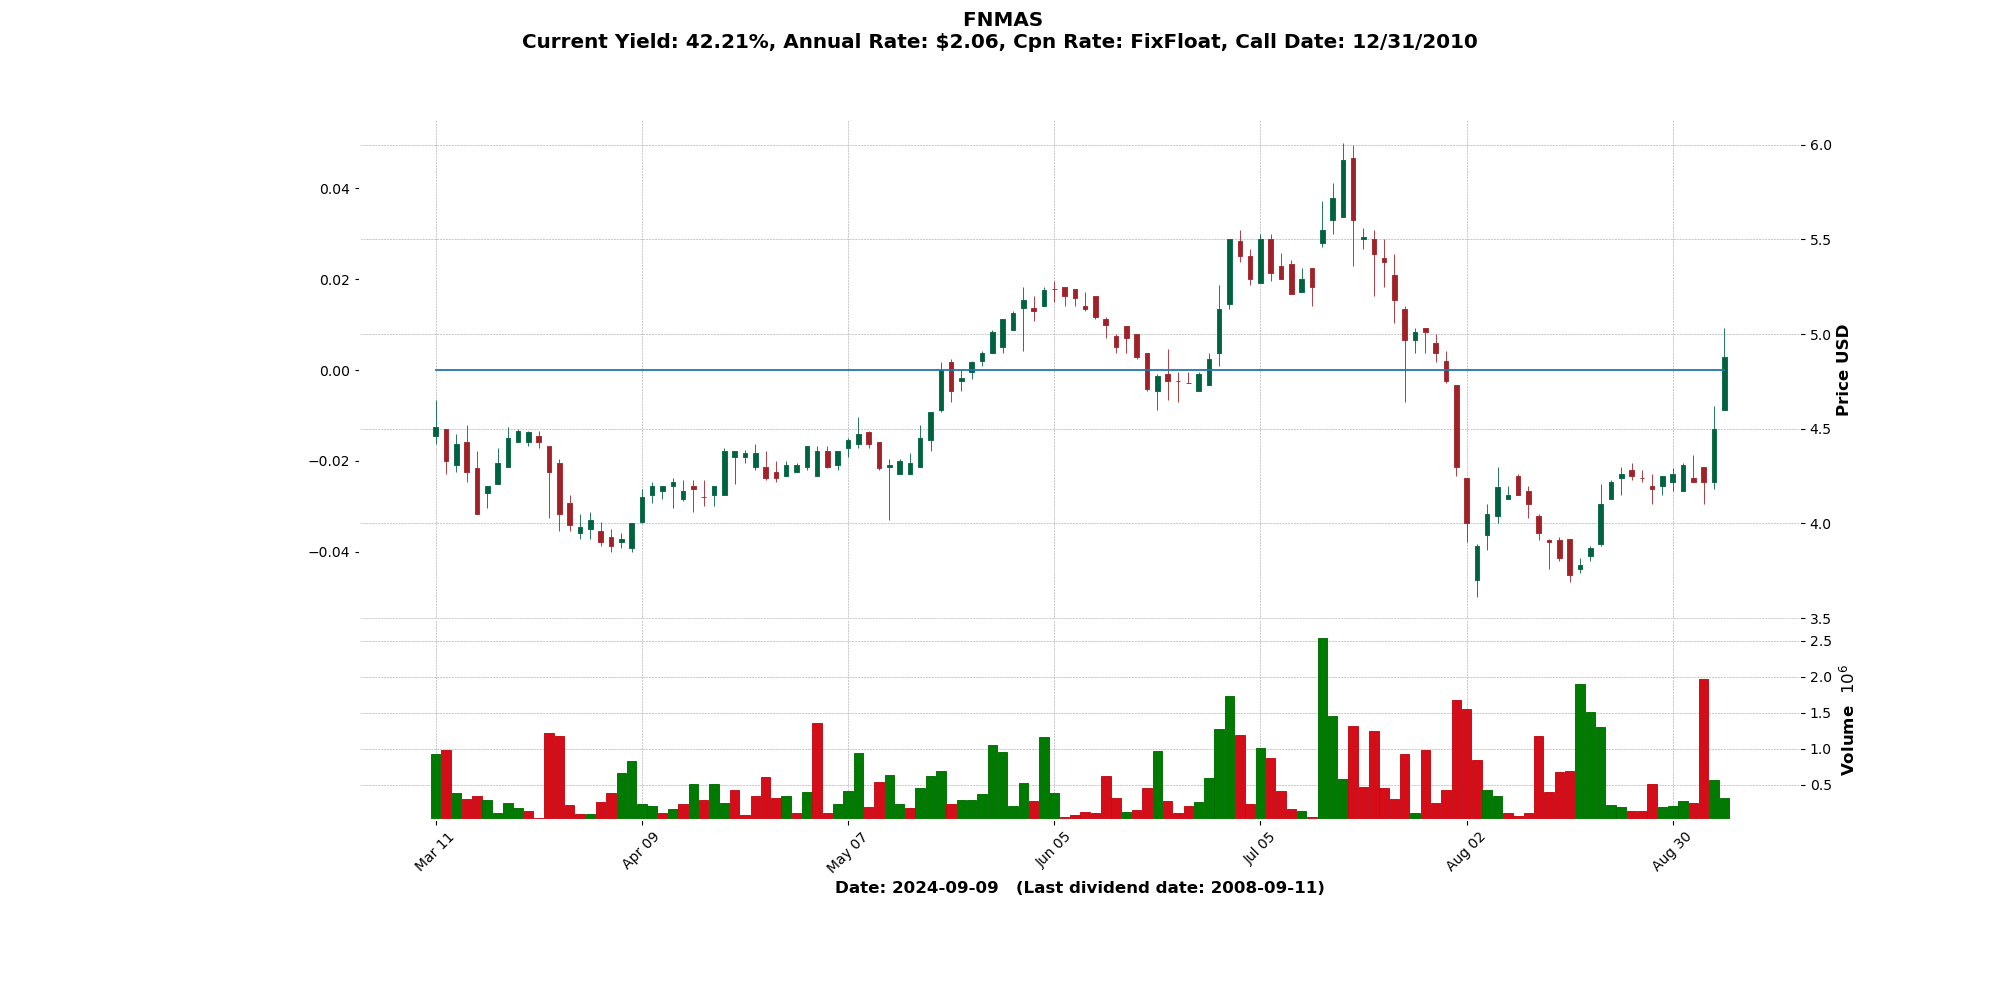 FNMAS
Current Yield: 42.21%, Annual Rate: $2.06, Cpn Rate: FixFloat, Call Date: 12/31/2010
0.04
0.02
0.00
−0.02
−0.04
6.0
5.5
5.0
4.5
4.0
3.5
Price USD
2.5
2.0
1.5
1.0
0.5
Volume 10^6
Mar 11
Apr 09
May 07
Jun 05
Jul 05
Aug 02
Aug 30
Date: 2024-09-09 (Last dividend date: 2008-09-11)